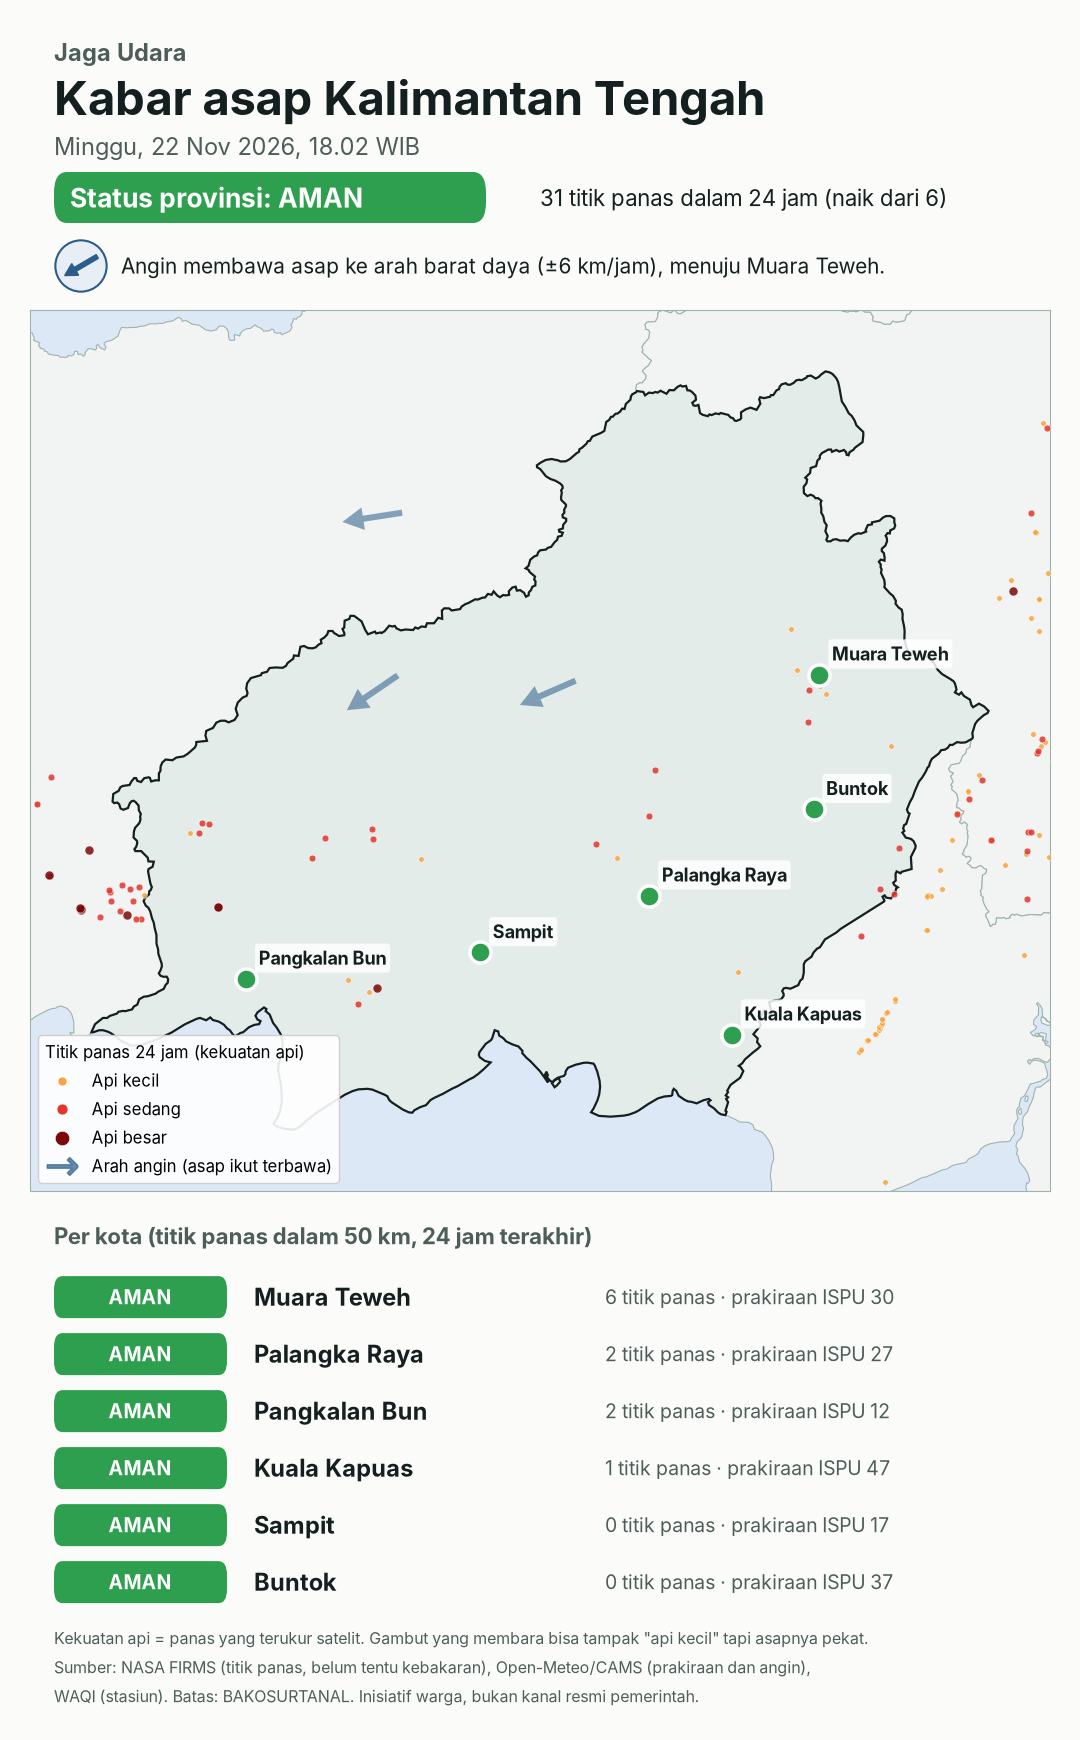 Jaga Udara
Kabar asap Kalimantan Tengah
Minggu, 22 Nov 2026, 18.02 WIB
Status provinsi: AMAN
31 titik panas dalam 24 jam (naik dari 6)
Angin membawa asap ke arah barat daya (±6 km/jam), menuju Muara Teweh.
Muara Teweh
Buntok
Palangka Raya
Sampit
Pangkalan Bun
Kuala Kapuas
Titik panas 24 jam (kekuatan api)
Api kecil
Api sedang
Api besar
Arah angin (asap ikut terbawa)
Per kota (titik panas dalam 50 km, 24 jam terakhir)
AMAN Muara Teweh 6 titik panas · prakiraan ISPU 30
AMAN Palangka Raya 2 titik panas · prakiraan ISPU 27
AMAN Pangkalan Bun 2 titik panas · prakiraan ISPU 12
AMAN Kuala Kapuas 1 titik panas · prakiraan ISPU 47
AMAN Sampit 0 titik panas · prakiraan ISPU 17
AMAN Buntok 0 titik panas · prakiraan ISPU 37
Kekuatan api = panas yang terukur satelit. Gambut yang membara bisa tampak "api kecil" tapi asapnya pekat.
Sumber: NASA FIRMS (titik panas, belum tentu kebakaran), Open-Meteo/CAMS (prakiraan dan angin),
WAQI (stasiun). Batas: BAKOSURTANAL. Inisiatif warga, bukan kanal resmi pemerintah.